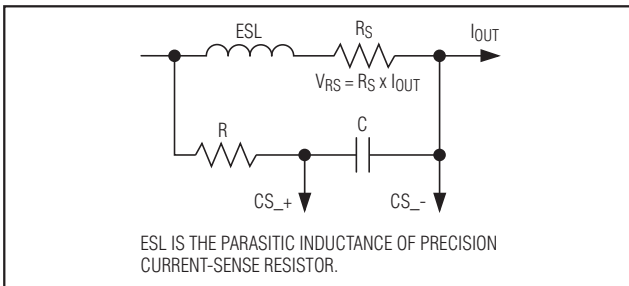 ESL
RS
IOUT
VRS = RS x IOUT
R
C
CS_+
CS_-
ESL IS THE PARASITIC INDUCTANCE OF PRECISION
CURRENT-SENSE RESISTOR.